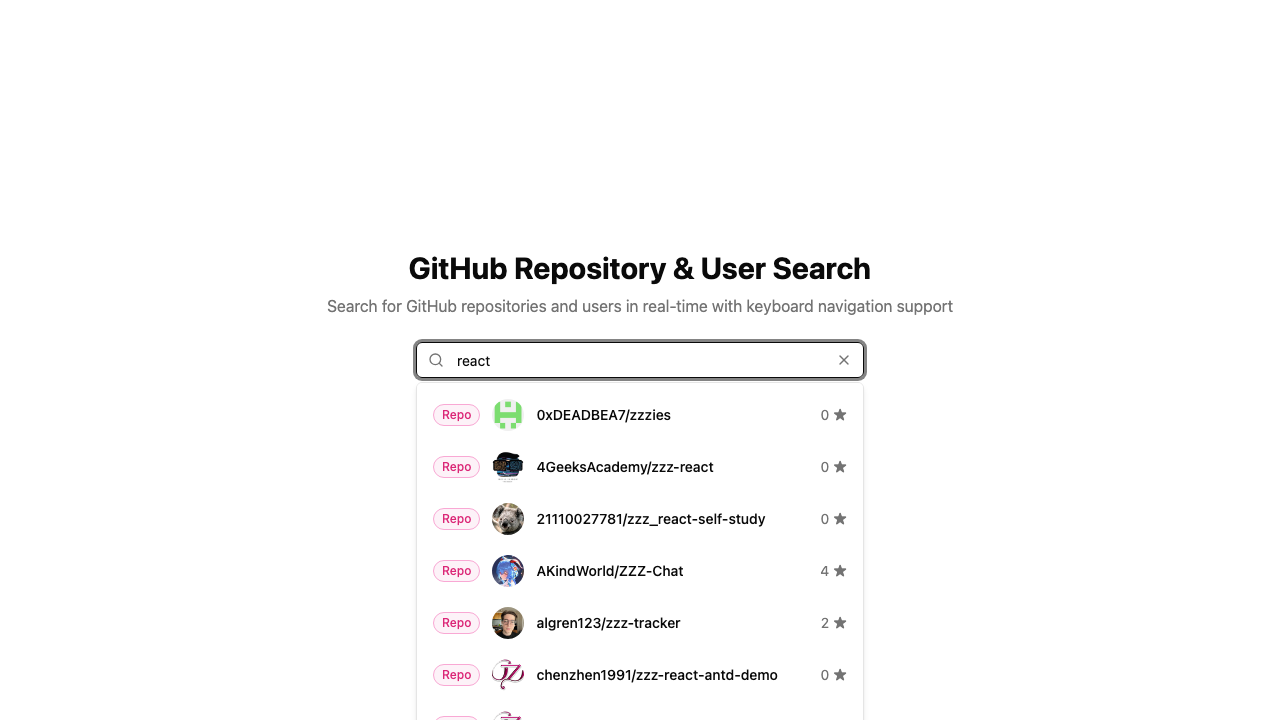 GitHub Repository & User Search
Search for GitHub repositories and users in real-time with keyboard navigation support
react
Repo 0xDEADBEA7/zzzies 0
Repo 4GeeksAcademy/zzz-react 0
Repo 21110027781/zzz_react-self-study 0
Repo AKindWorld/ZZZ-Chat 4
Repo algren123/zzz-tracker 2
Repo chenzhen1991/zzz-react-antd-demo 0